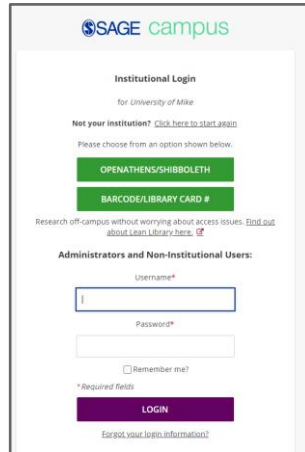 SSAGE campus
Institutional Login
for University of Mike
Not your institution? Click here to start again
Please choose from an option shown below.
OPENATHENS/SHIBBOLETH
BARCODE/LIBRARY CARD #
Research off-campus without worrying about access issues. Find out
about Lean Library here.
Administrators and Non-Institutional Users:
Username*
Password*
Remember me?
*Required fields
LOGIN
Forgot your login information?